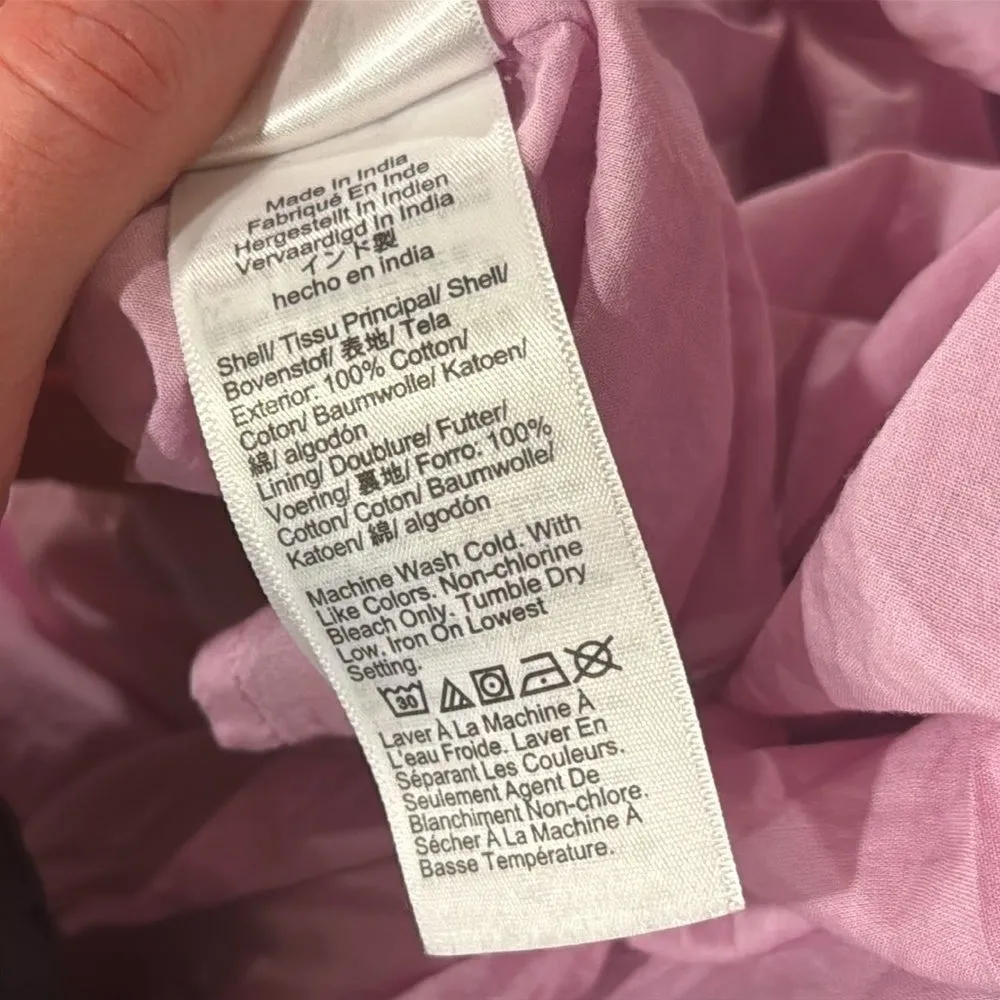 Made In India
Fabriqué En Inde
Hergestellt In Indien
Vervaardigd In India
インド製
hecho en india
Shell/ Tissu Principal/ Shell/
Bovenstof/ 表地/ Tela
Exterior: 100% Cotton/
Coton/ Baumwolle/ Katoen/
綿/ algodón
Lining/ Doublure/ Futter/
Voering/ 裏地/ Forro: 100%
Cotton/ Coton/ Baumwolle/
Katoen/ 綿/ algodón
Machine Wash Cold. With
Like Colors. Non-chlorine
Bleach Only. Tumble Dry
Low. Iron On Lowest
Setting.
30
Laver À La Machine À
L'eau Froide. Laver En
Séparant Les Couleurs.
Seulement Agent De
Blanchiment Non-chlore.
Sécher À La Machine À
Basse Température.